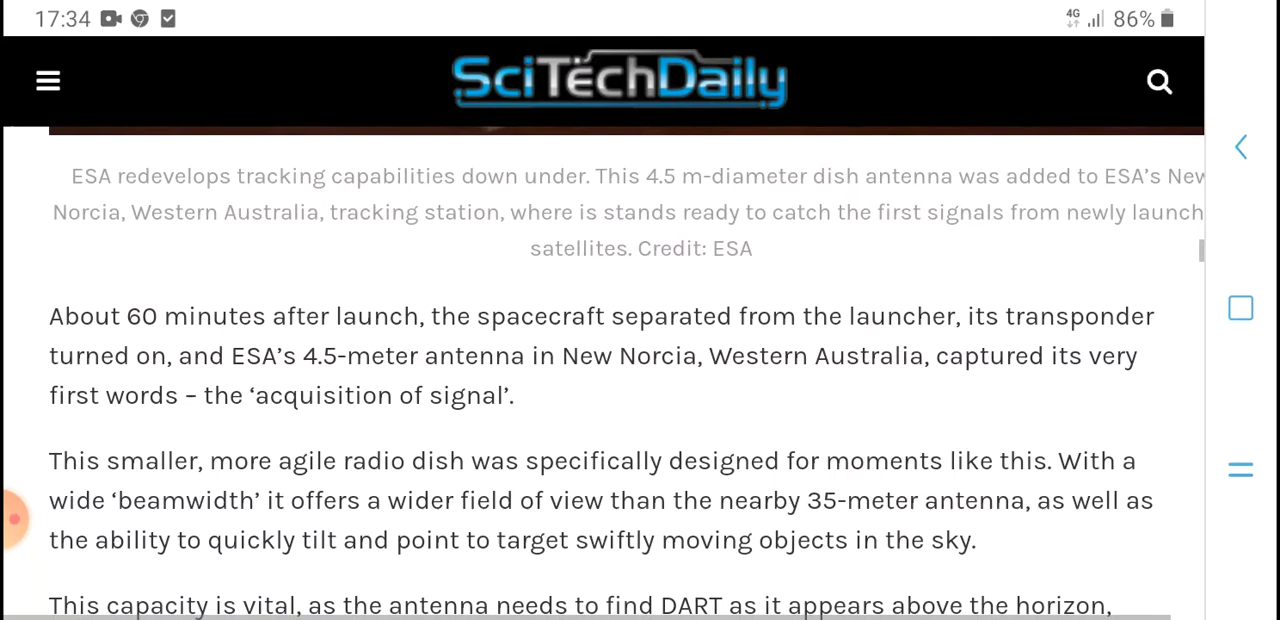 17:34
4G
86%
SciTechDaily
ESA redevelops tracking capabilities down under. This 4.5 m-diameter dish antenna was added to ESA’s New
Norcia, Western Australia, tracking station, where is stands ready to catch the first signals from newly launch
satellites. Credit: ESA
About 60 minutes after launch, the spacecraft separated from the launcher, its transponder
turned on, and ESA’s 4.5-meter antenna in New Norcia, Western Australia, captured its very
first words – the ‘acquisition of signal’.
This smaller, more agile radio dish was specifically designed for moments like this. With a
wide ‘beamwidth’ it offers a wider field of view than the nearby 35-meter antenna, as well as
the ability to quickly tilt and point to target swiftly moving objects in the sky.
This capacity is vital, as the antenna needs to find DART as it appears above the horizon,